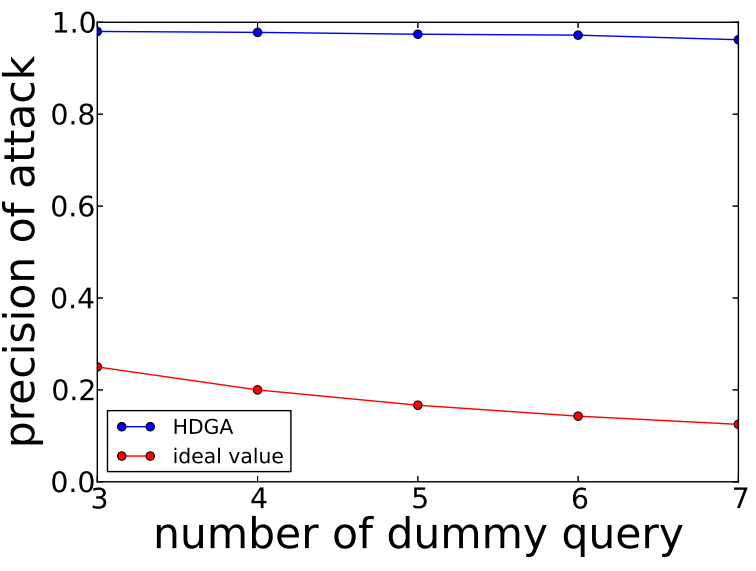 precision of attack
1.0
0.8
0.6
0.4
0.2
0.0
HDGA
ideal value
3 4 5 6 7
number of dummy query